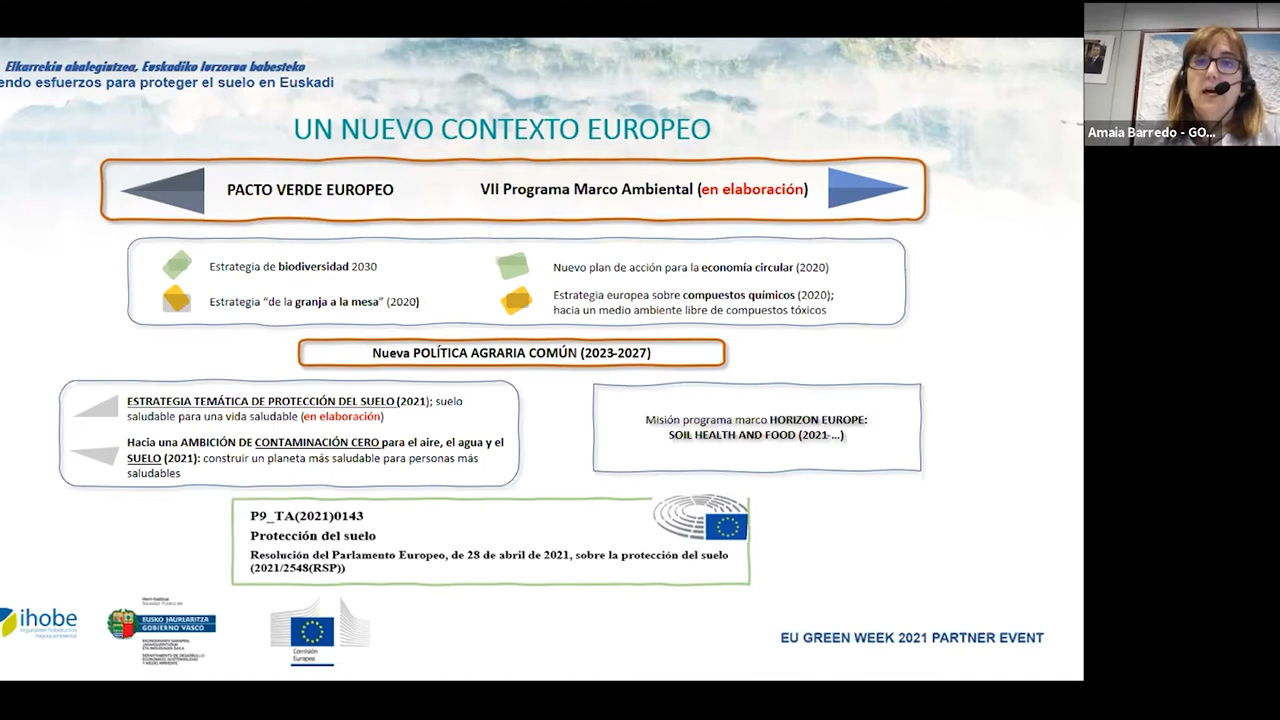 Elkarrekin abalegintzea, Euskadiko lurzorua babesteko
endo esfuerzos para proteger el suelo en Euskadi
UN NUEVO CONTEXTO EUROPEO
PACTO VERDE EUROPEO
VII Programa Marco Ambiental (en elaboración)
Estrategia de biodiversidad 2030
Nuevo plan de acción para la economía circular (2020)
Estrategia “de la granja a la mesa” (2020)
Estrategia europea sobre compuestos químicos (2020);
hacia un medio ambiente libre de compuestos tóxicos
Nueva POLÍTICA AGRARIA COMÚN (2023-2027)
ESTRATEGIA TEMÁTICA DE PROTECCIÓN DEL SUELO (2021); suelo
saludable para una vida saludable (en elaboración)
Hacia una AMBICIÓN DE CONTAMINACIÓN CERO para el aire, el agua y el
SUELO (2021): construir un planeta más saludable para personas más
saludables
Misión programa marco HORIZON EUROPE:
SOIL HEALTH AND FOOD (2021-...)
P9_TA(2021)0143
Protección del suelo
Resolución del Parlamento Europeo, de 28 de abril de 2021, sobre la protección del suelo
(2021/2548(RSP))
ihobe
EUSKO JAURLARITZA
GOBIERNO VASCO
Comisión
Europea
EU GREEN WEEK 2021 PARTNER EVENT
Amaia Barredo - GO...